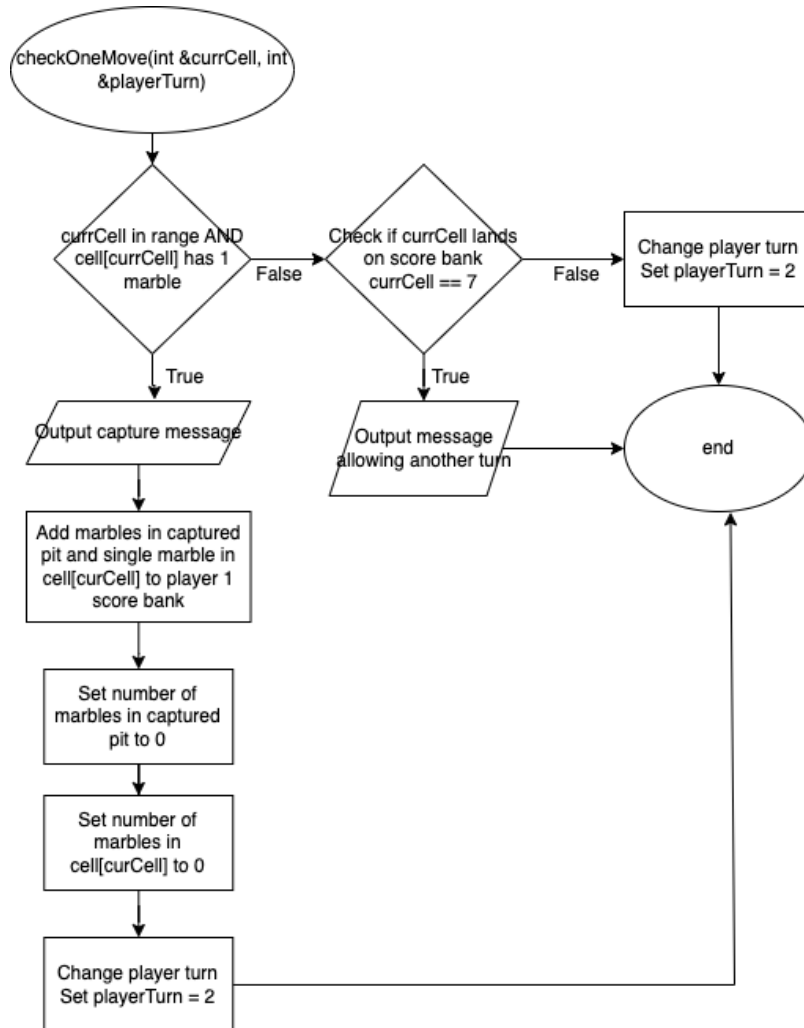 checkOneMove(int &currCell, int
&playerTurn)
currCell in range AND
cell[currCell] has 1
marble
False
Check if currCell lands
on score bank
currCell == 7
False
Change player turn
Set playerTurn = 2
True
True
Output capture message
Output message
allowing another turn
end
Add marbles in captured
pit and single marble in
cell[curCell] to player 1
score bank
Set number of
marbles in captured
pit to 0
Set number of
marbles in
cell[curCell] to 0
Change player turn
Set playerTurn = 2